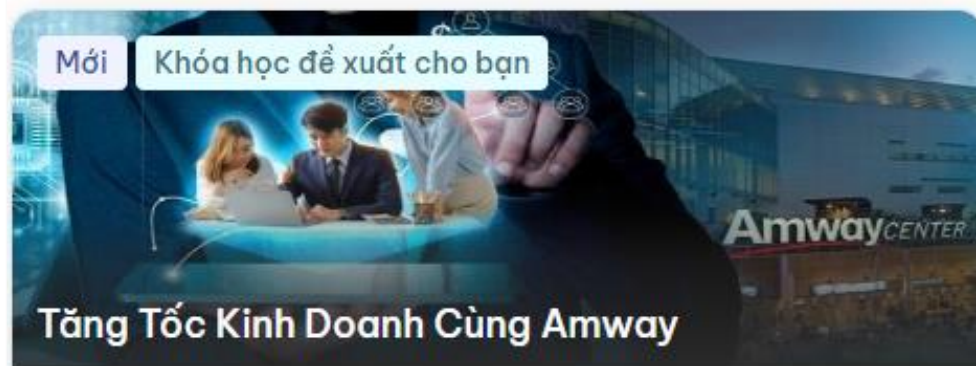 Mới
Khóa học đề xuất cho bạn
Amway CENTER
Tăng Tốc Kinh Doanh Cùng Amway